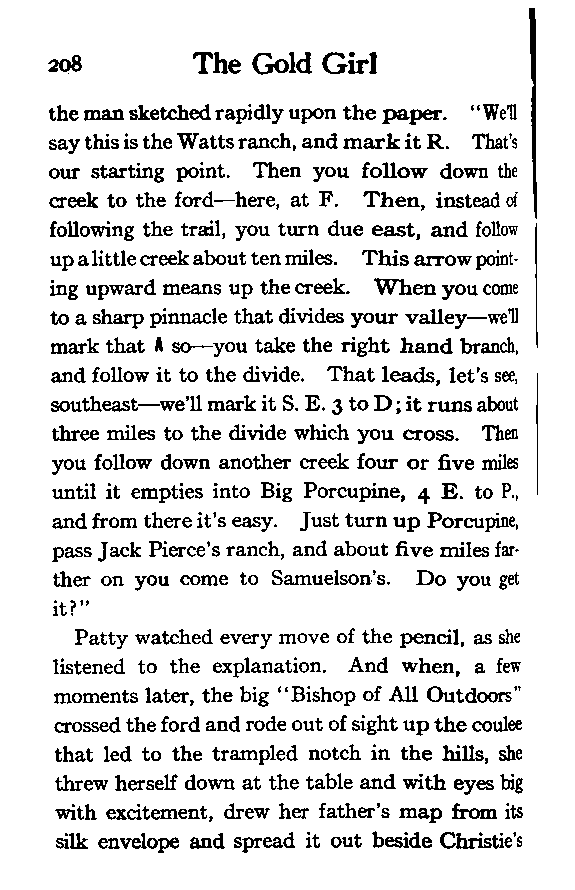 208 The Gold Girl
the man sketched rapidly upon the paper. "We'll
say this is the Watts ranch, and mark it R. That's
our starting point. Then you follow down the
creek to the ford—here, at F. Then, instead of
following the trail, you turn due east, and follow
up a little creek about ten miles. This arrow point-
ing upward means up the creek. When you come
to a sharp pinnacle that divides your valley—we'll
mark that so—you take the right hand branch,
and follow it to the divide. That leads, let's see,
southeast—we'll mark it S. E. 3 to D; it runs about
three miles to the divide which you cross. Then
you follow down another creek four or five miles
until it empties into Big Porcupine, 4 E. to P.,
and from there it's easy. Just turn up Porcupine,
pass Jack Pierce's ranch, and about five miles far-
ther on you come to Samuelson's. Do you get
it?"
Patty watched every move of the pencil, as she
listened to the explanation. And when, a few
moments later, the big "Bishop of All Outdoors"
crossed the ford and rode out of sight up the coulee
that led to the trampled notch in the hills, she
threw herself down at the table and with eyes big
with excitement, drew her father's map from its
silk envelope and spread it out beside Christie's